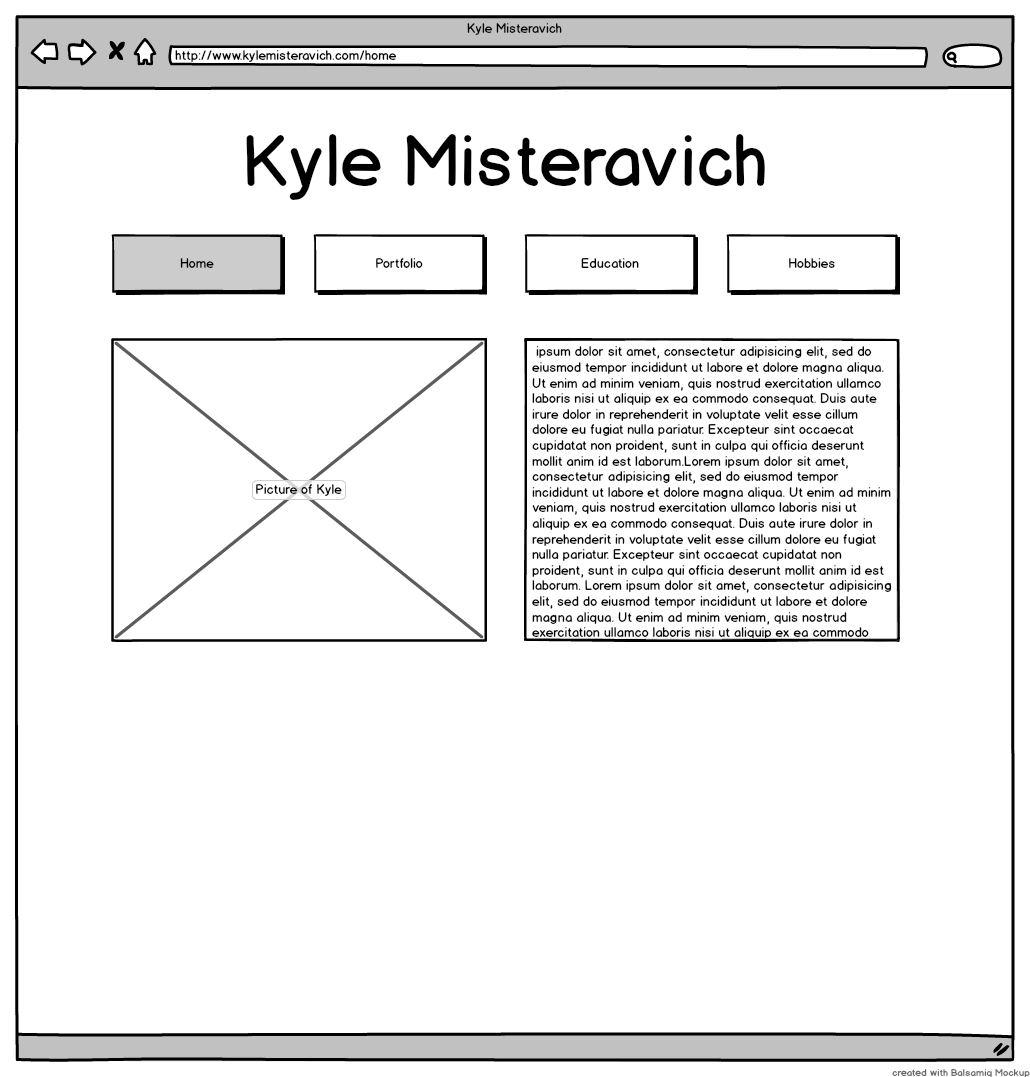 Kyle Misteravich
http://www.kylemisteravich.com/home
Kyle Misteravich
Home
Portfolio
Education
Hobbies
Picture of Kyle
ipsum dolor sit amet, consectetur adipisicing elit, sed do
eiusmod tempor incididunt ut labore et dolore magna aliqua.
Ut enim ad minim veniam, quis nostrud exercitation ullamco
laboris nisi ut aliquip ex ea commodo consequat. Duis aute
irure dolor in reprehenderit in voluptate velit esse cillum
dolore eu fugiat nulla pariatur. Excepteur sint occaecat
cupidatat non proident, sunt in culpa qui officia deserunt
mollit anim id est laborum.Lorem ipsum dolor sit amet,
consectetur adipisicing elit, sed do eiusmod tempor
incididunt ut labore et dolore magna aliqua. Ut enim ad minim
veniam, quis nostrud exercitation ullamco laboris nisi ut
aliquip ex ea commodo consequat. Duis aute irure dolor in
reprehenderit in voluptate velit esse cillum dolore eu fugiat
nulla pariatur. Excepteur sint occaecat cupidatat non
proident, sunt in culpa qui officia deserunt mollit anim id est
laborum. Lorem ipsum dolor sit amet, consectetur adipisicing
elit, sed do eiusmod tempor incididunt ut labore et dolore
magna aliqua. Ut enim ad minim veniam, quis nostrud
exercitation ullamco laboris nisi ut aliquip ex ea commodo
created with Balsamiq Mockup